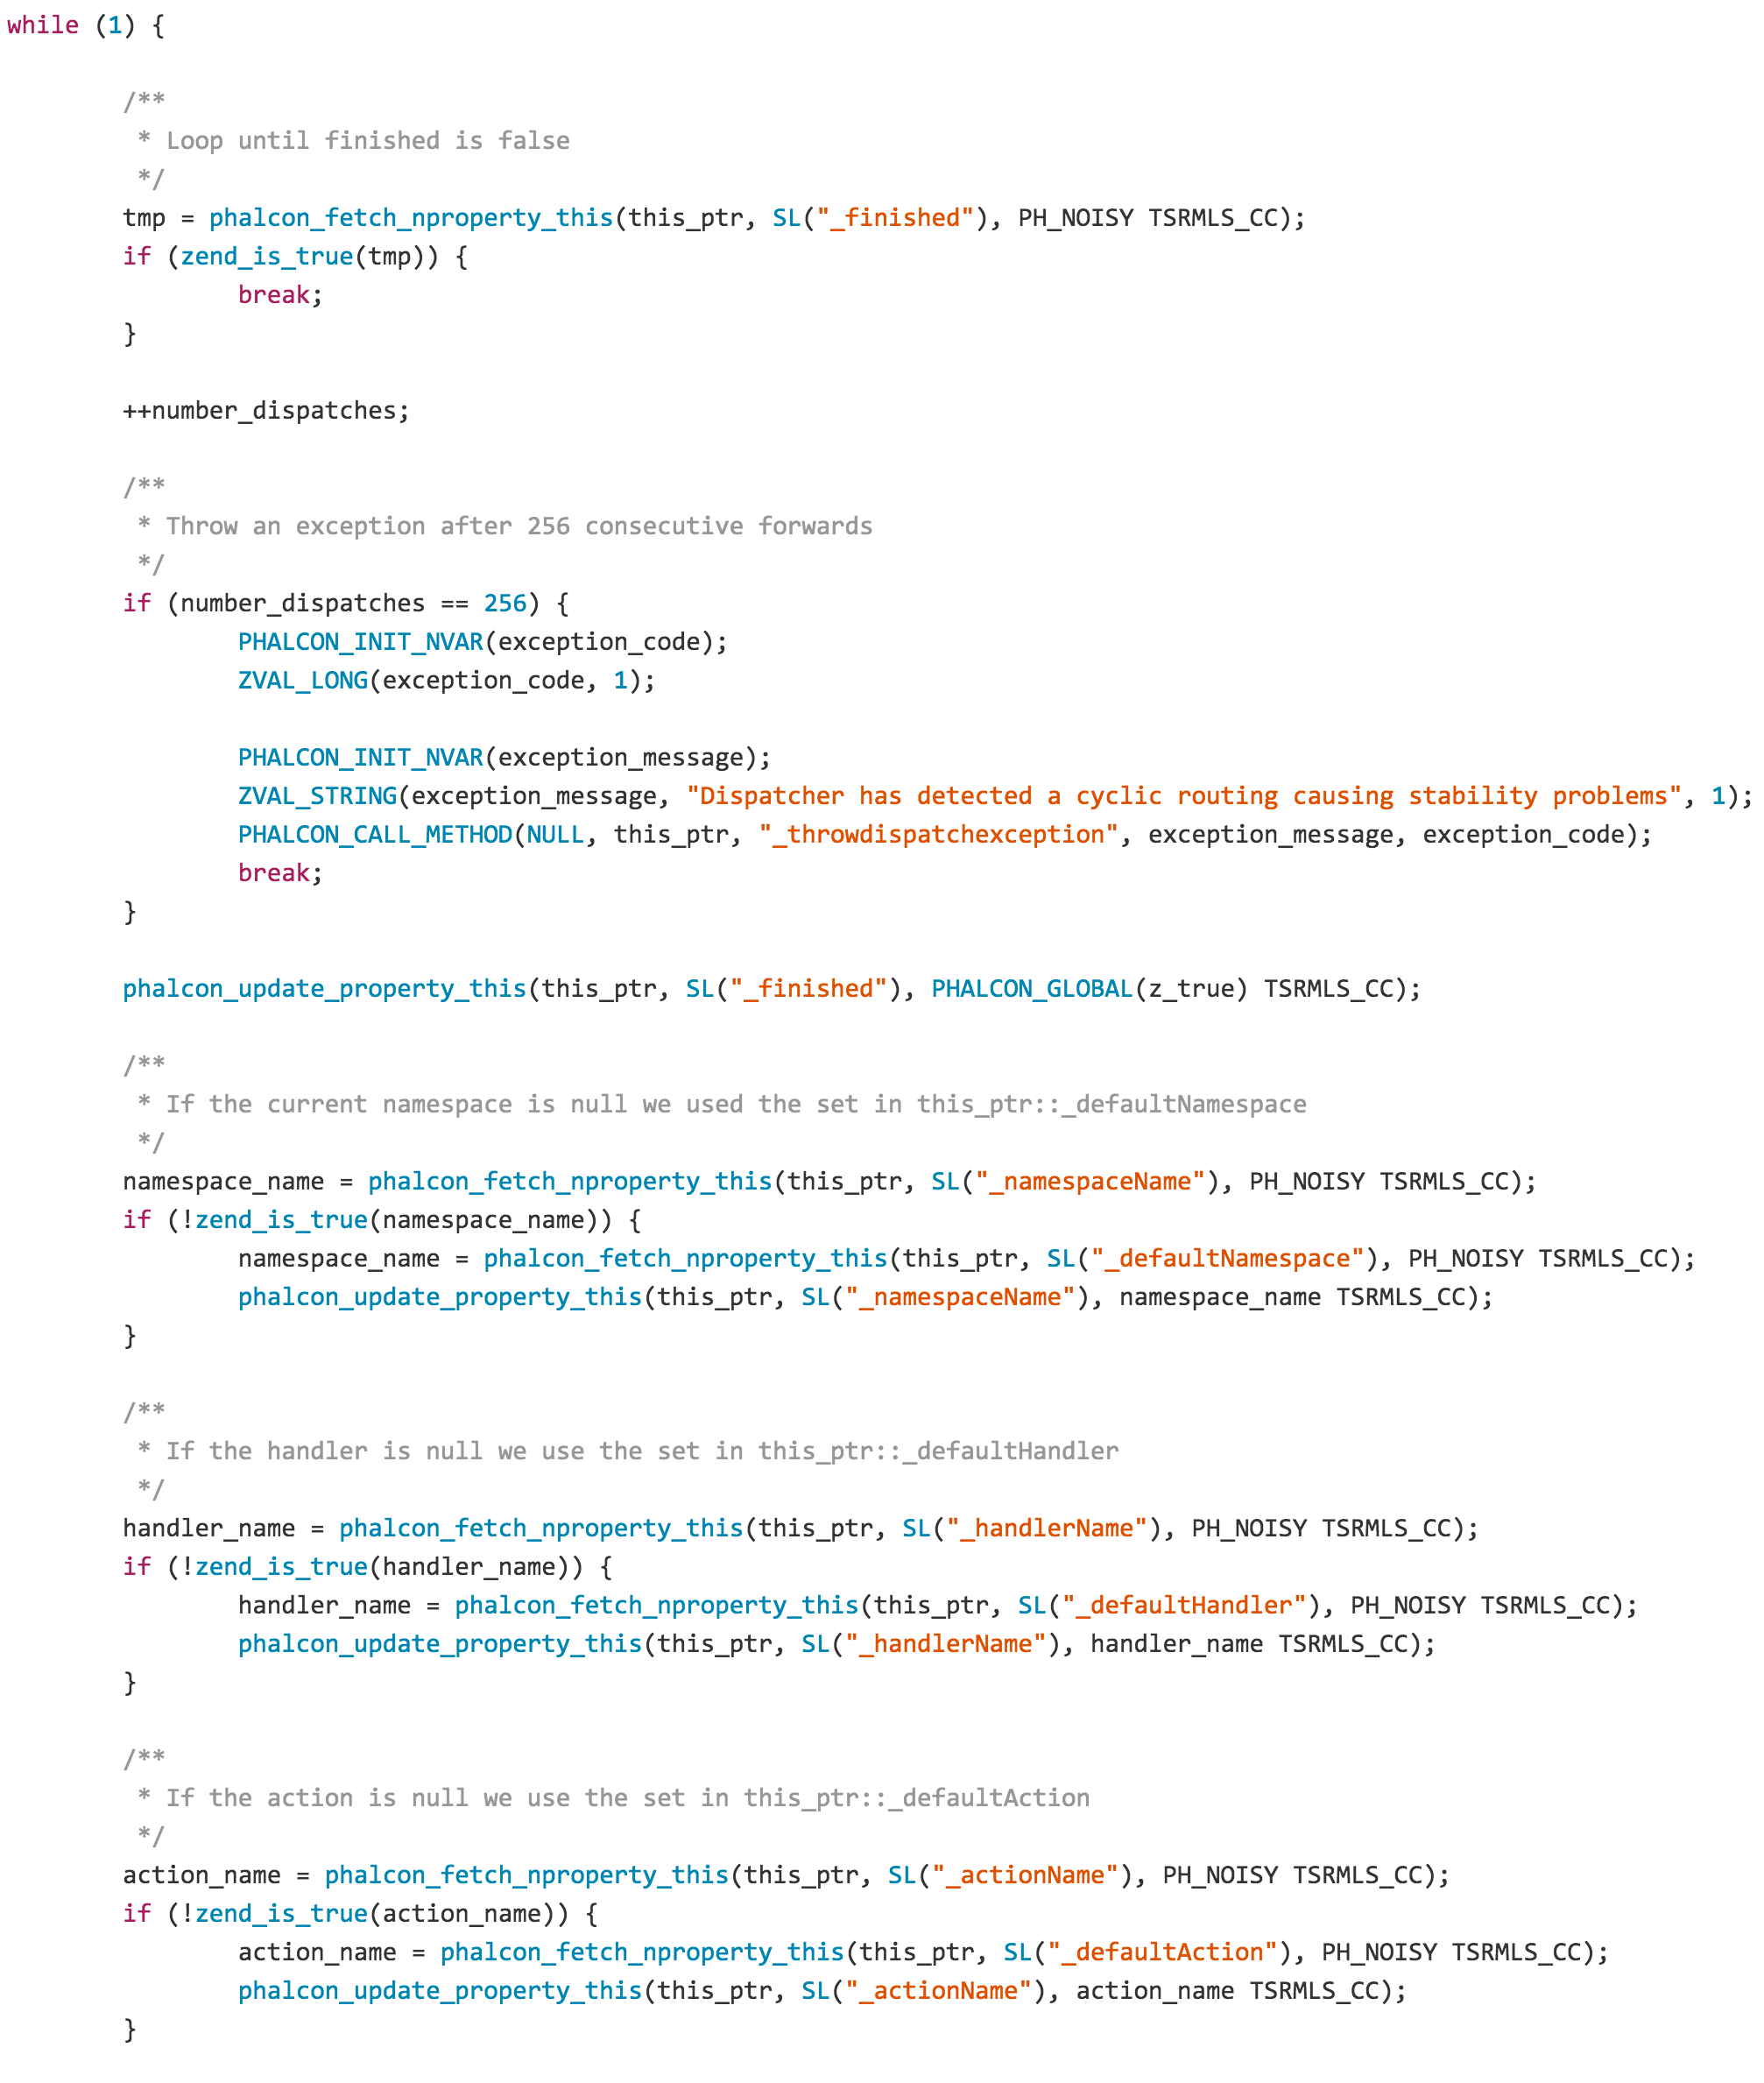 while (1) {
/**
* Loop until finished is false
*/
tmp = phalcon_fetch_nproperty_this(this_ptr, SL("_finished"), PH_NOISY TSRMLS_CC);
if (zend_is_true(tmp)) {
break;
}
++number_dispatches;
/**
* Throw an exception after 256 consecutive forwards
*/
if (number_dispatches == 256) {
PHALCON_INIT_NVAR(exception_code);
ZVAL_LONG(exception_code, 1);
PHALCON_INIT_NVAR(exception_message);
ZVAL_STRING(exception_message, "Dispatcher has detected a cyclic routing causing stability problems", 1);
PHALCON_CALL_METHOD(NULL, this_ptr, "_throwdispatchexception", exception_message, exception_code);
break;
}
phalcon_update_property_this(this_ptr, SL("_finished"), PHALCON_GLOBAL(z_true) TSRMLS_CC);
/**
* If the current namespace is null we used the set in this_ptr::_defaultNamespace
*/
namespace_name = phalcon_fetch_nproperty_this(this_ptr, SL("_namespaceName"), PH_NOISY TSRMLS_CC);
if (!zend_is_true(namespace_name)) {
namespace_name = phalcon_fetch_nproperty_this(this_ptr, SL("_defaultNamespace"), PH_NOISY TSRMLS_CC);
phalcon_update_property_this(this_ptr, SL("_namespaceName"), namespace_name TSRMLS_CC);
}
/**
* If the handler is null we use the set in this_ptr::_defaultHandler
*/
handler_name = phalcon_fetch_nproperty_this(this_ptr, SL("_handlerName"), PH_NOISY TSRMLS_CC);
if (!zend_is_true(handler_name)) {
handler_name = phalcon_fetch_nproperty_this(this_ptr, SL("_defaultHandler"), PH_NOISY TSRMLS_CC);
phalcon_update_property_this(this_ptr, SL("_handlerName"), handler_name TSRMLS_CC);
}
/**
* If the action is null we use the set in this_ptr::_defaultAction
*/
action_name = phalcon_fetch_nproperty_this(this_ptr, SL("_actionName"), PH_NOISY TSRMLS_CC);
if (!zend_is_true(action_name)) {
action_name = phalcon_fetch_nproperty_this(this_ptr, SL("_defaultAction"), PH_NOISY TSRMLS_CC);
phalcon_update_property_this(this_ptr, SL("_actionName"), action_name TSRMLS_CC);
}